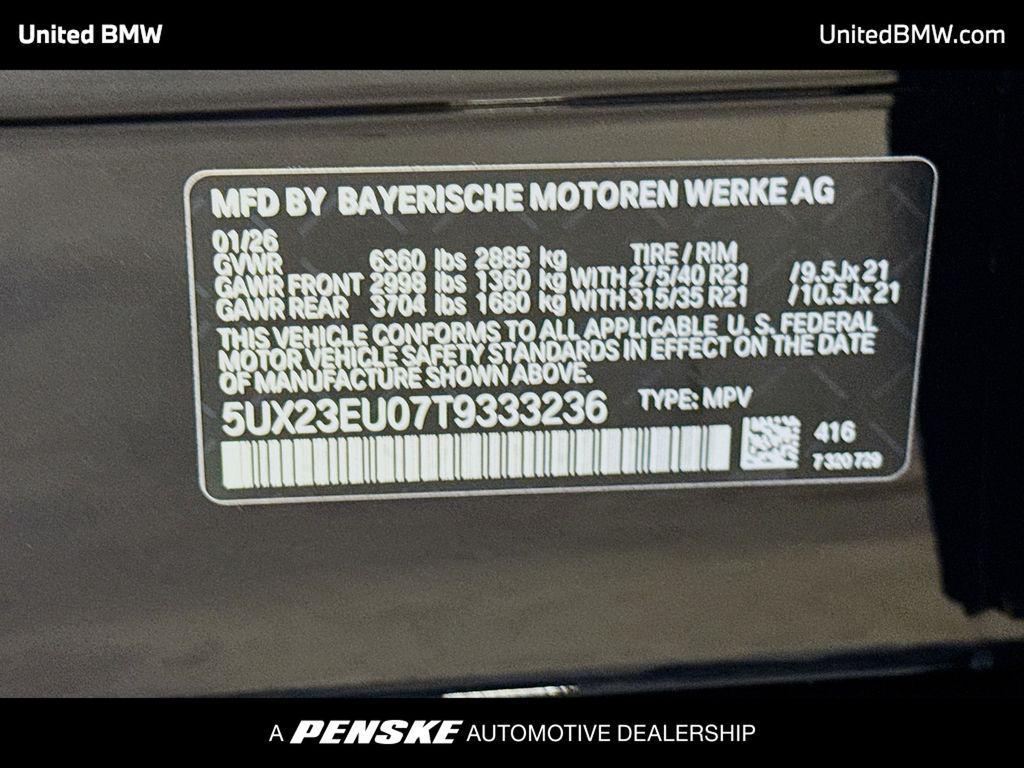 United BMW
UnitedBMW.com
MFD BY BAYERISCHE MOTOREN WERKE AG
01/26
GVWR 6360 lbs 2885 kg TIRE / RIM
GAWR FRONT 2998 lbs 1360 kg WITH 275/40 R21 /9.5Jx21
GAWR REAR 3704 lbs 1680 kg WITH 315/35 R21 /10.5Jx21
THIS VEHICLE CONFORMS TO ALL APPLICABLE U. S. FEDERAL
MOTOR VEHICLE SAFETY STANDARDS IN EFFECT ON THE DATE
OF MANUFACTURE SHOWN ABOVE.
5UX23EU07T9333236 TYPE: MPV
416
7320729
A PENSKE AUTOMOTIVE DEALERSHIP